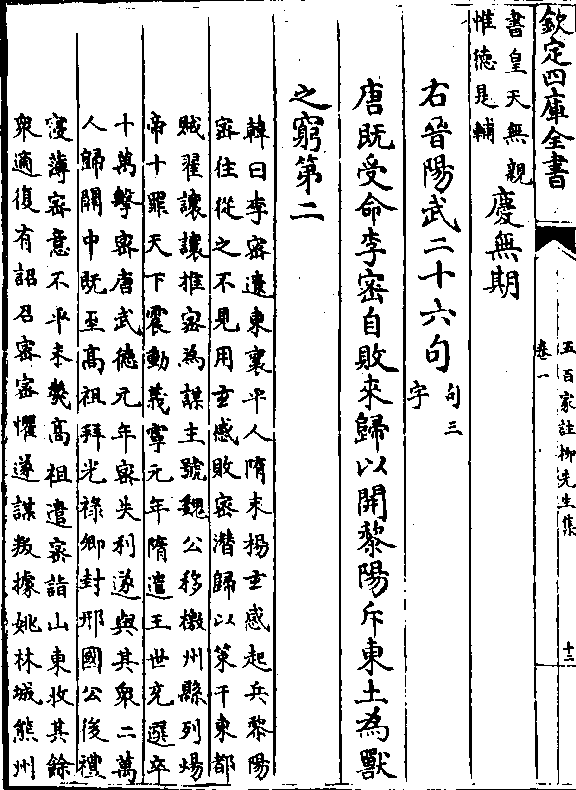 欽定四庫全書
卷一
五百家註柳先生集
十二
書皇天無親
惟德是輔
慶無期
右晉陽武二十六句
句三
字
唐既受命李密自敗來歸以開黎陽斥東土為獸
之窮第二
韓曰李密遼東襄平人隋末楊玄感起兵黎陽
密往從之不見用玄感敗密潛歸以策干東都
賊翟讓讓推密為謀主號魏公移檄州縣列煬
帝十罪天下震動義寧元年隋遣王世充選卒
十萬擊密唐武德元年密失利遂與其衆二萬
人歸關中既至高祖拜光祿卿封邢國公後禮
寖薄密意不平未幾高祖遣密詣山東收其餘
衆適復有詔召密密懼遂謀叛據姚林城熊州